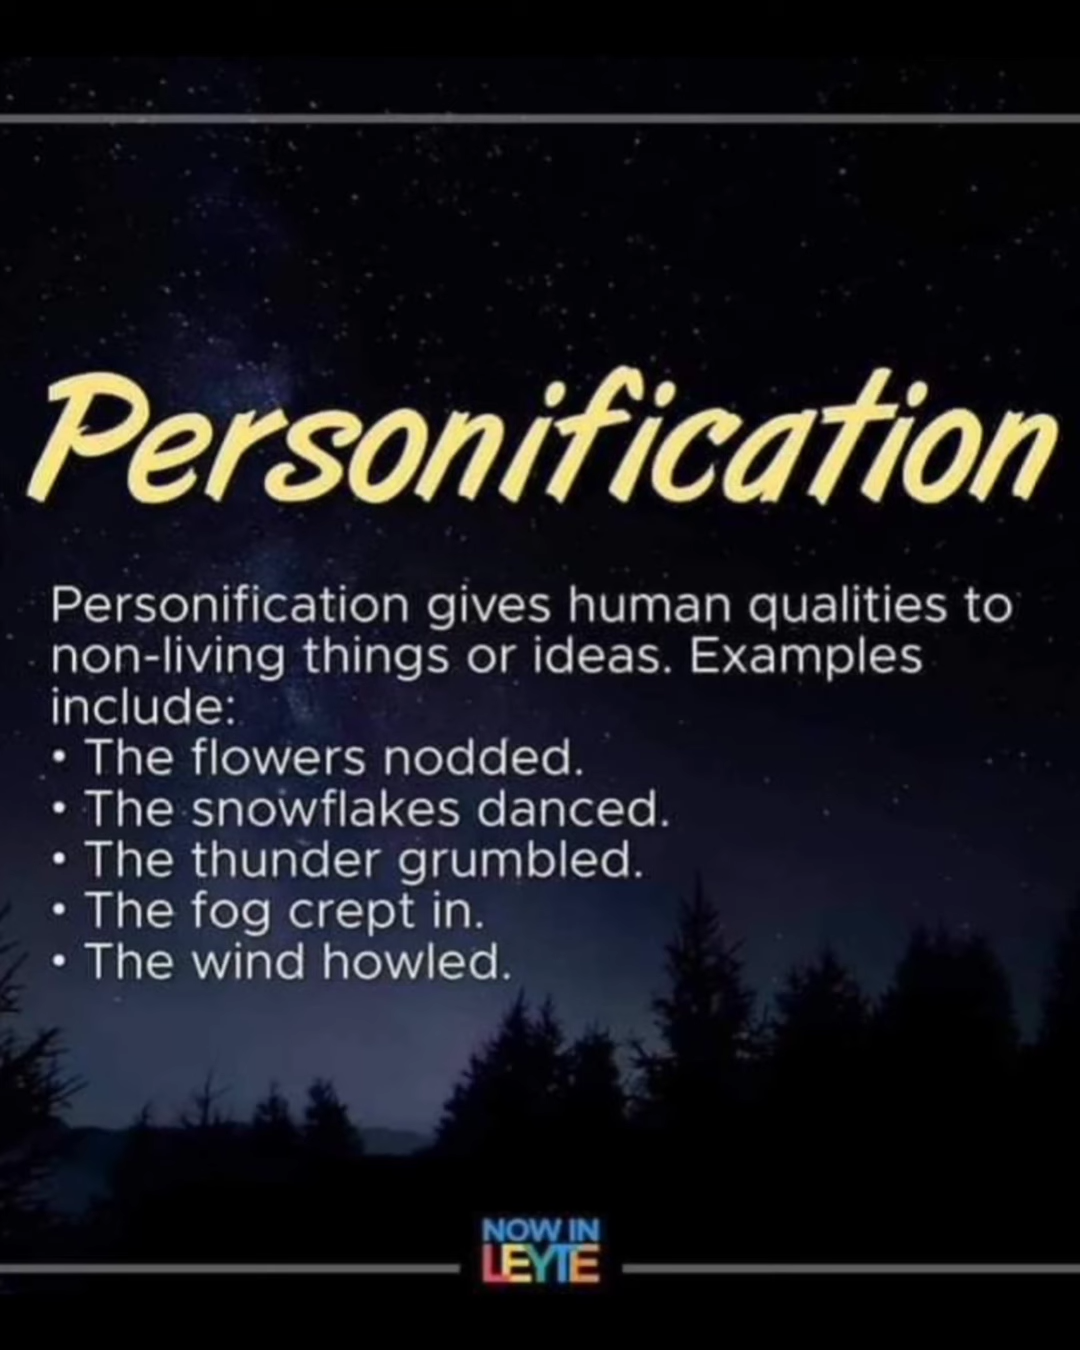 Personification
Personification gives human qualities to
non-living things or ideas. Examples
include:
• The flowers nodded.
• The snowflakes danced.
• The thunder grumbled.
• The fog crept in.
• The wind howled.
NOW IN
LEYTE